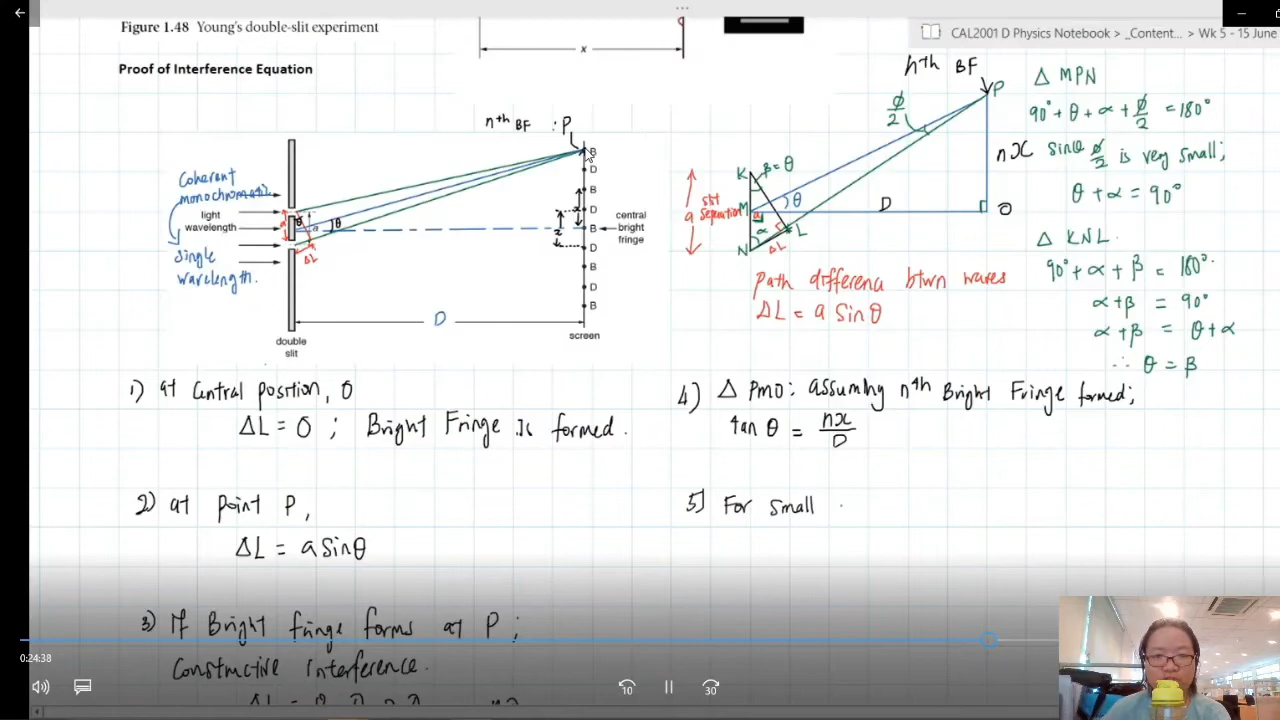 Figure 1.48 Young's double-slit experiment
x
CAL2001 D Physics Notebook > _Content... > Wk 5 - 15 June
Proof of Interference Equation
nth BF : P
Coherent
monochromatic
light
wavelength
single
wavelength.
θ
a
θ
ΔL
B
D
B
D
B
D
B
D
B
x
x
central
bright
fringe
D
double
slit
screen
nth BF
P
φ/2
nx
K
β = θ
slit
separation
a
M
θ
D
O
α
L
N
ΔL
path difference btwn waves
ΔL = a sin θ
Δ MPN
90° + θ + α + φ/2 = 180°
since φ/2 is very small;
θ + α = 90°
Δ KNL
90° + α + β = 180°
α + β = 90°
α + β = θ + α
∴ θ = β
1) at Central position, O
ΔL = 0 ; Bright Fringe is formed.
2) at point P,
ΔL = a sin θ
3) If Bright fringe forms at P ;
Constructive interference.
4) Δ PMO : assuming nth Bright Fringe formed;
tan θ = nx/D
5) For small
0:24:38
10
30